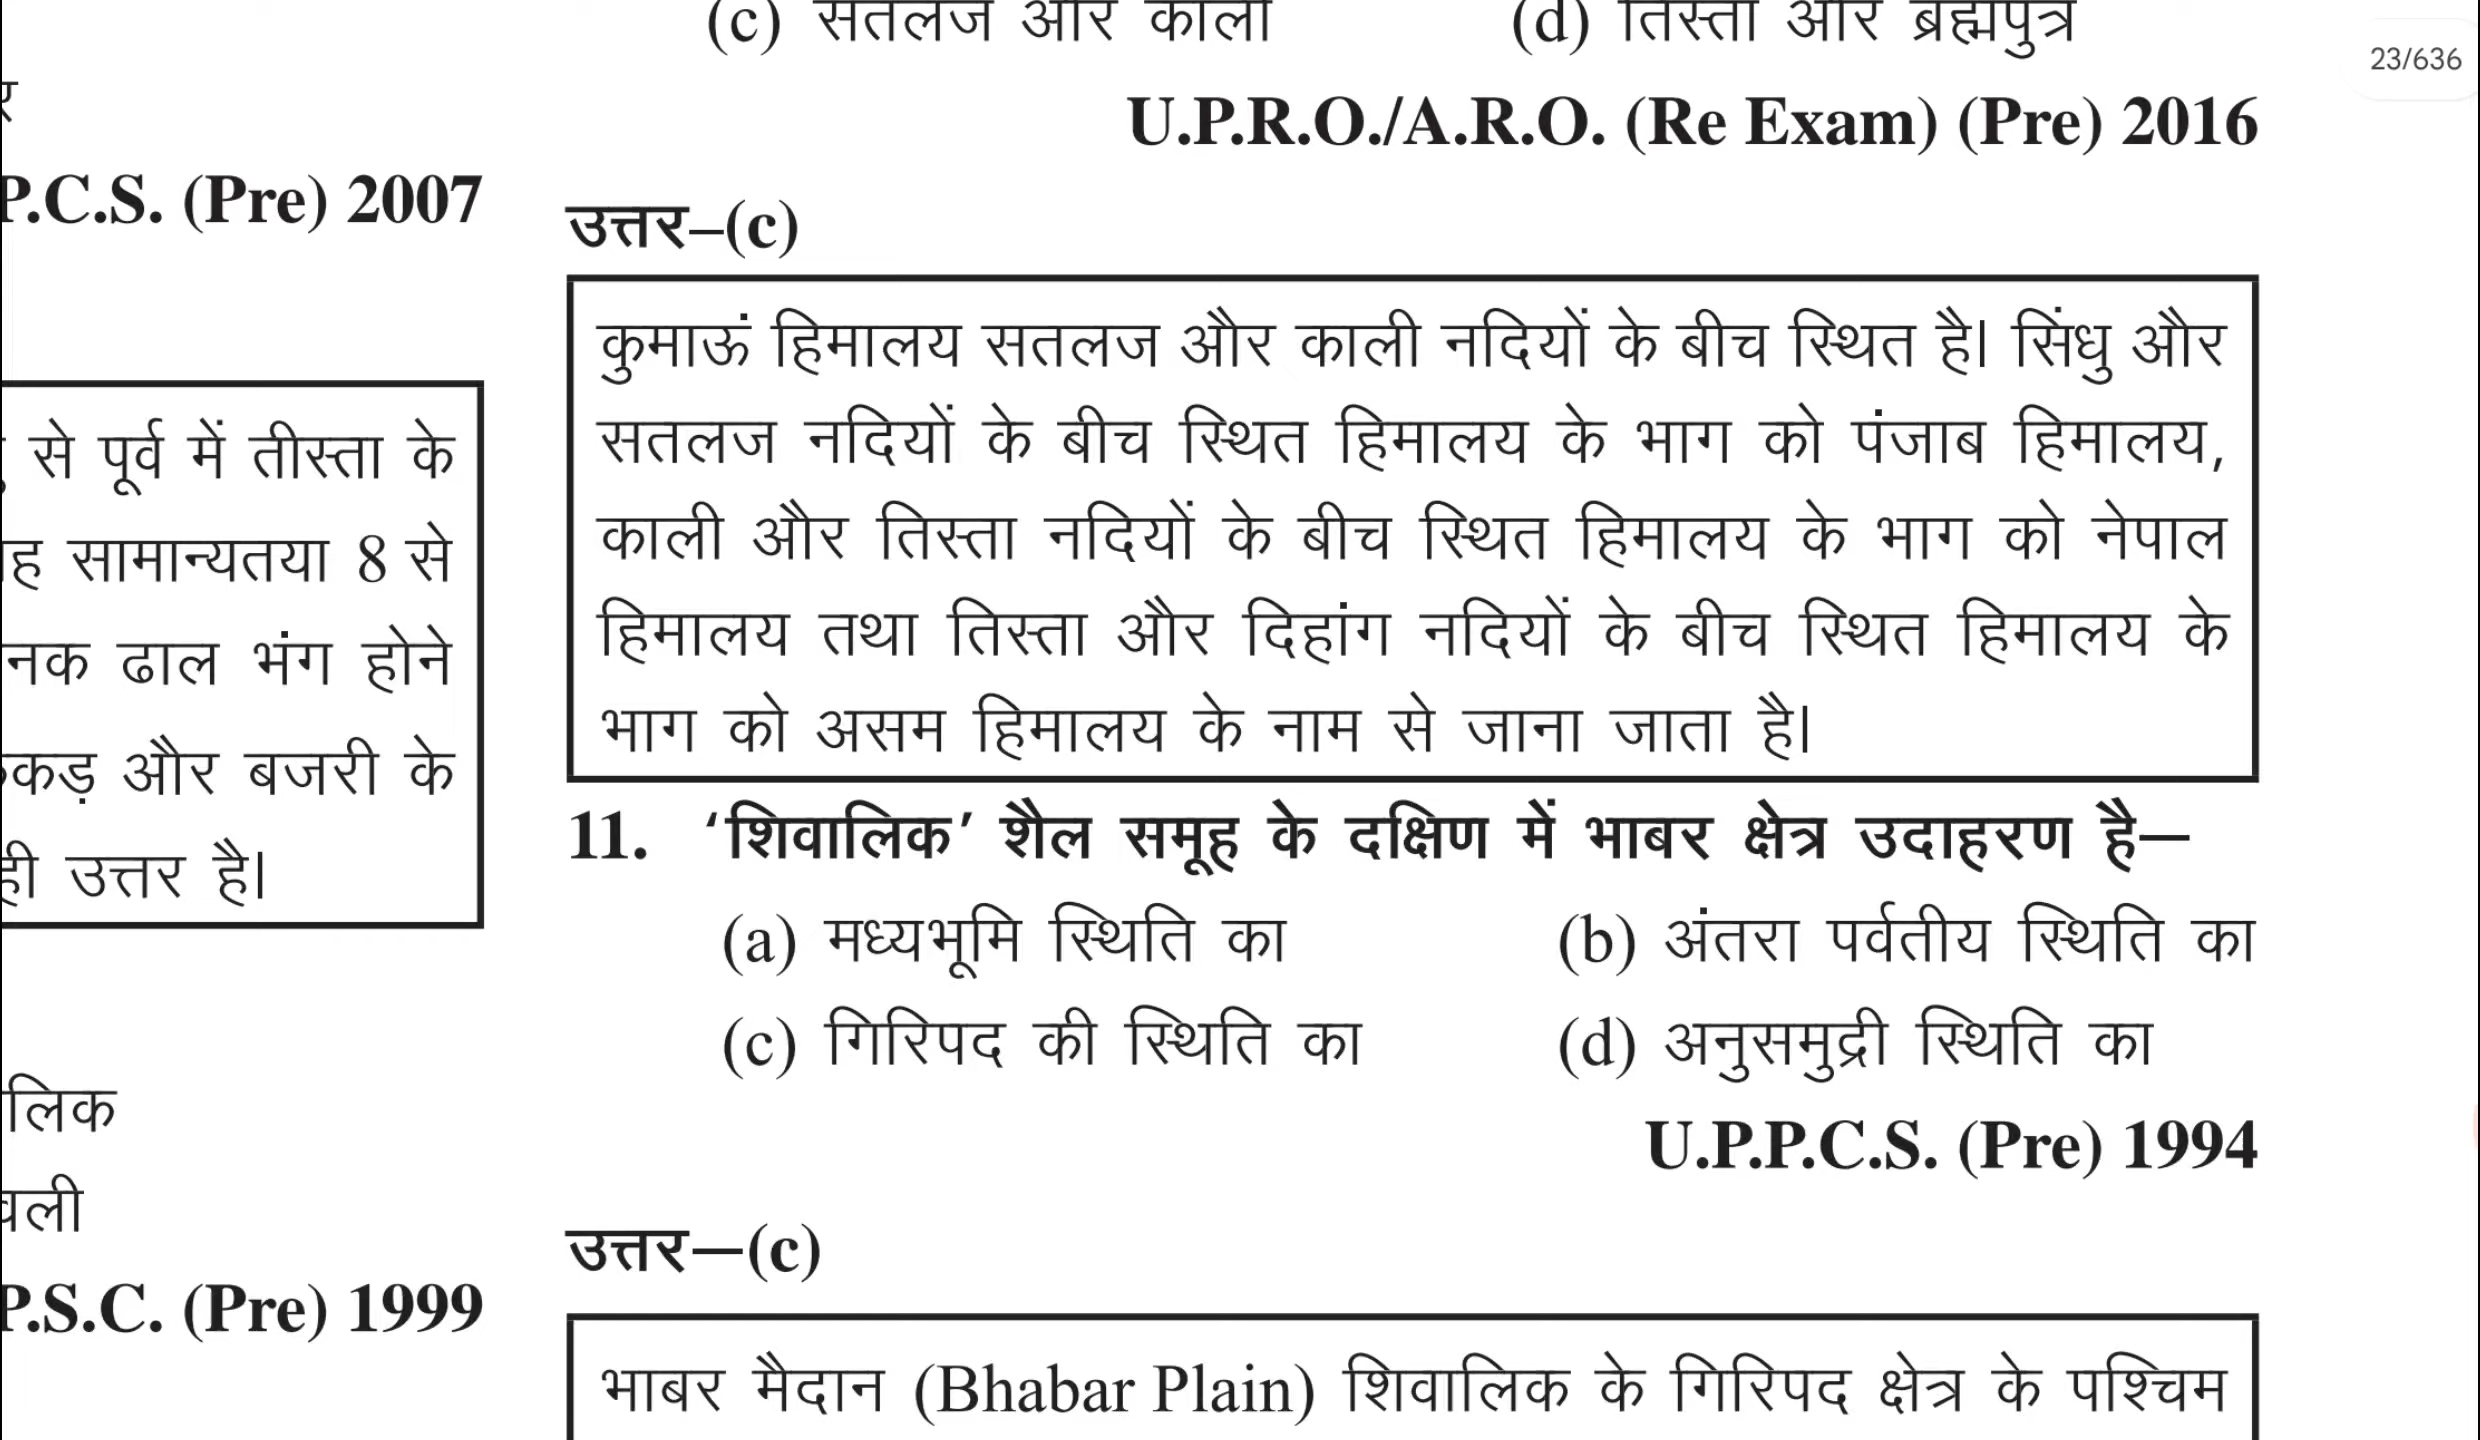 P.C.S. (Pre) 2007
से पूर्व में तीस्ता के
सामान्यतया 8 से
ढाल भंग होने
और बजरी के
उत्तर है।
P.S.C. (Pre) 1999
(c) सतलज और काली (d) तिस्ता और ब्रह्मपुत्र
23/636
U.P.R.O./A.R.O. (Re Exam) (Pre) 2016
उत्तर–(c)
कुमाऊं हिमालय सतलज और काली नदियों के बीच स्थित है। सिंधु और
सतलज नदियों के बीच स्थित हिमालय के भाग को पंजाब हिमालय,
काली और तिस्ता नदियों के बीच स्थित हिमालय के भाग को नेपाल
हिमालय तथा तिस्ता और दिहांग नदियों के बीच स्थित हिमालय के
भाग को असम हिमालय के नाम से जाना जाता है।
11. ‘शिवालिक’ शैल समूह के दक्षिण में भाबर क्षेत्र उदाहरण है—
(a) मध्यभूमि स्थिति का (b) अंतरा पर्वतीय स्थिति का
(c) गिरिपद की स्थिति का (d) अनुसमुद्री स्थिति का
U.P.P.C.S. (Pre) 1994
उत्तर—(c)
भाबर मैदान (Bhabar Plain) शिवालिक के गिरिपद क्षेत्र के पश्चिम